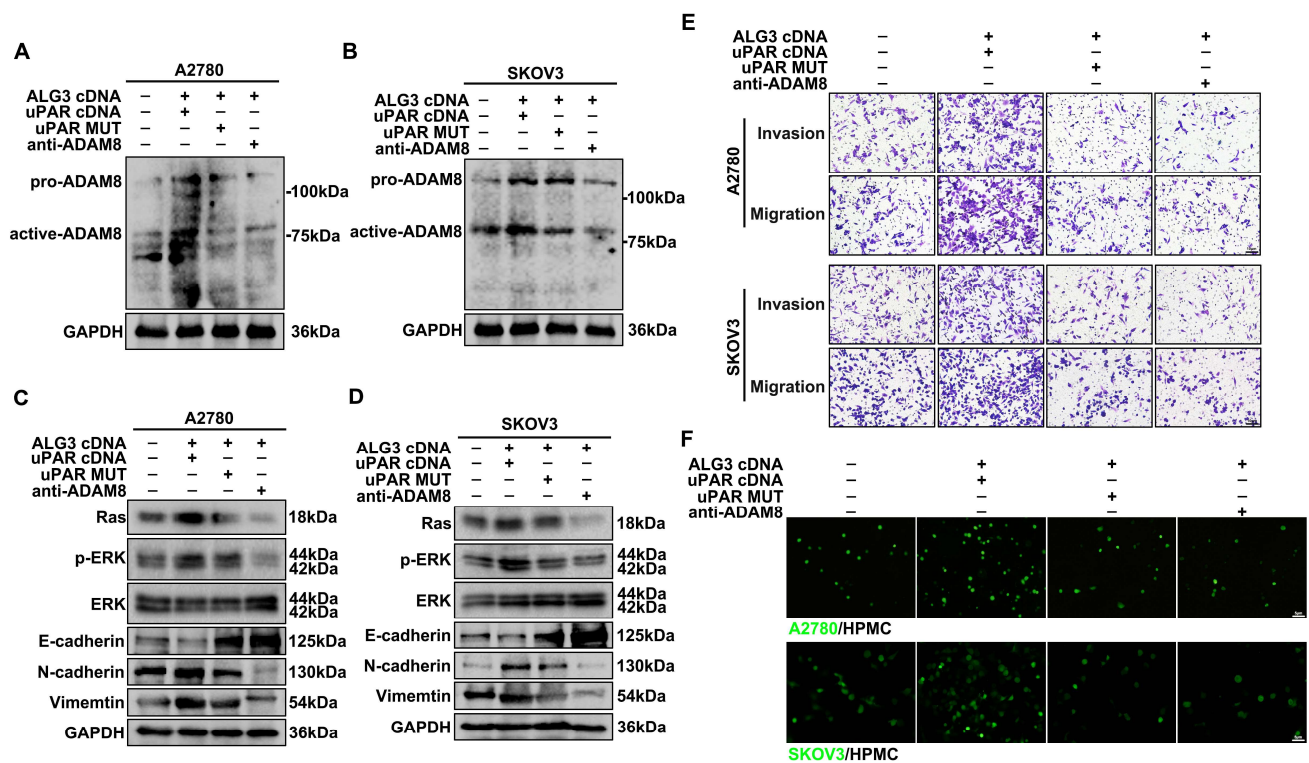 A
A2780
ALG3 cDNA – + + +
uPAR cDNA – + – –
uPAR MUT – – + –
anti-ADAM8 – – – +
pro-ADAM8
-100kDa
active-ADAM8
-75kDa
GAPDH 36kDa
B
SKOV3
ALG3 cDNA – + + +
uPAR cDNA – + – –
uPAR MUT – – + –
anti-ADAM8 – – – +
pro-ADAM8
-100kDa
active-ADAM8
-75kDa
GAPDH 36kDa
C
A2780
ALG3 cDNA – + + +
uPAR cDNA – + – –
uPAR MUT – – + –
anti-ADAM8 – – – +
Ras 18kDa
p-ERK 44kDa
42kDa
ERK 44kDa
42kDa
E-cadherin 125kDa
N-cadherin 130kDa
Vimemtin 54kDa
GAPDH 36kDa
D
SKOV3
ALG3 cDNA – + + +
uPAR cDNA – + – –
uPAR MUT – – + –
anti-ADAM8 – – – +
Ras 18kDa
p-ERK 44kDa
42kDa
ERK 44kDa
42kDa
E-cadherin 125kDa
N-cadherin 130kDa
Vimemtin 54kDa
GAPDH 36kDa
E
ALG3 cDNA – + + +
uPAR cDNA – + – –
uPAR MUT – – + –
anti-ADAM8 – – – +
A2780
Invasion
Migration
SKOV3
Invasion
Migration
F
ALG3 cDNA – + + +
uPAR cDNA – + – –
uPAR MUT – – + –
anti-ADAM8 – – – +
A2780/HPMC
SKOV3/HPMC